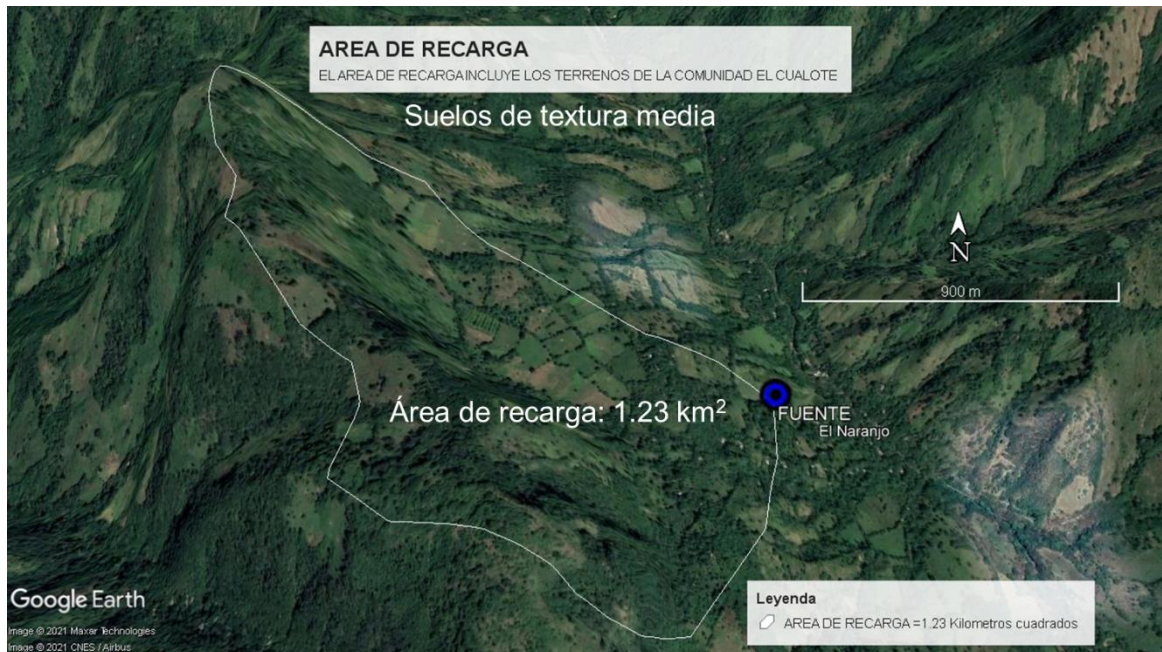 AREA DE RECARGA
EL AREA DE RECARGA INCLUYE LOS TERRENOS DE LA COMUNIDAD EL CUALOTE
Suelos de textura media
N
900 m
Área de recarga: 1.23 km²
FUENTE
El Naranjo
Google Earth
Image © 2021 Maxar Technologies
Image © 2021 CNES / Airbus
Leyenda
AREA DE RECARGA =1.23 Kilometros cuadrados